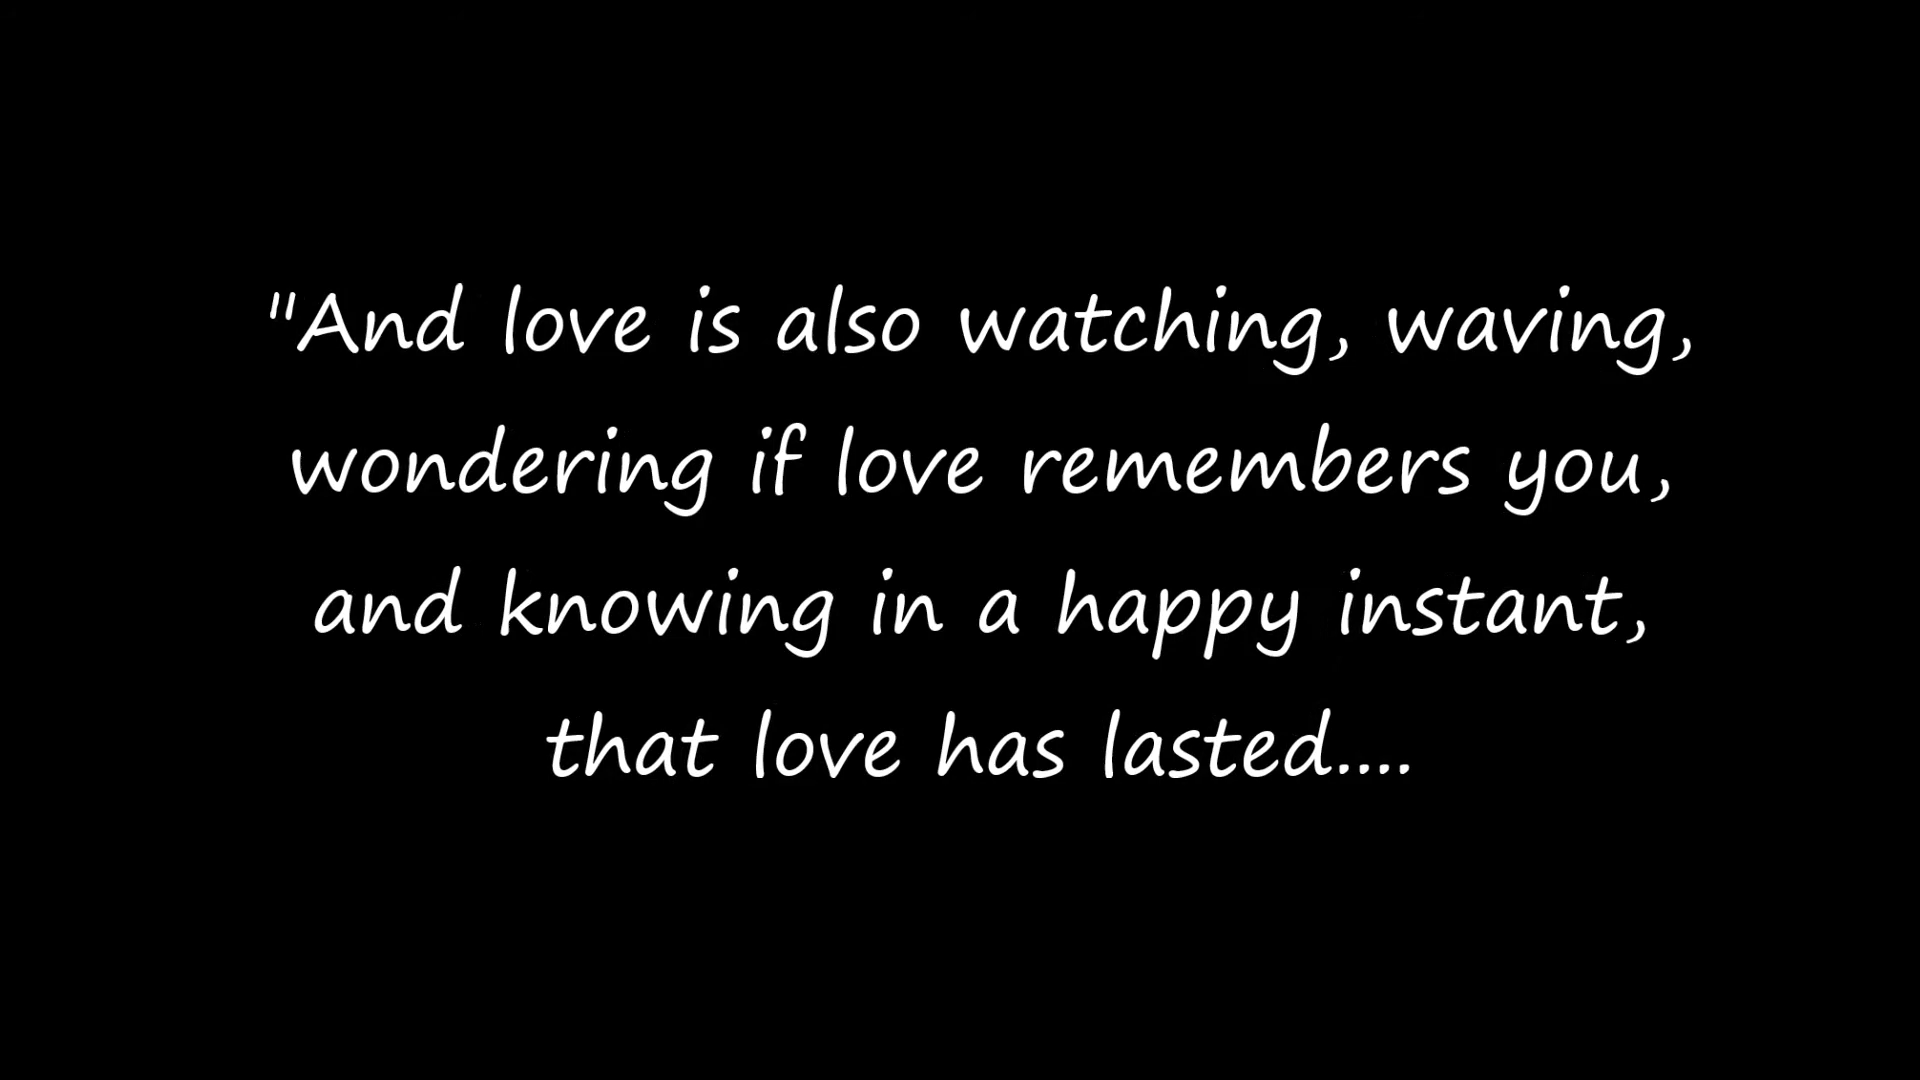 "And love is also watching, waving,
wondering if love remembers you,
and knowing in a happy instant,
that love has lasted....